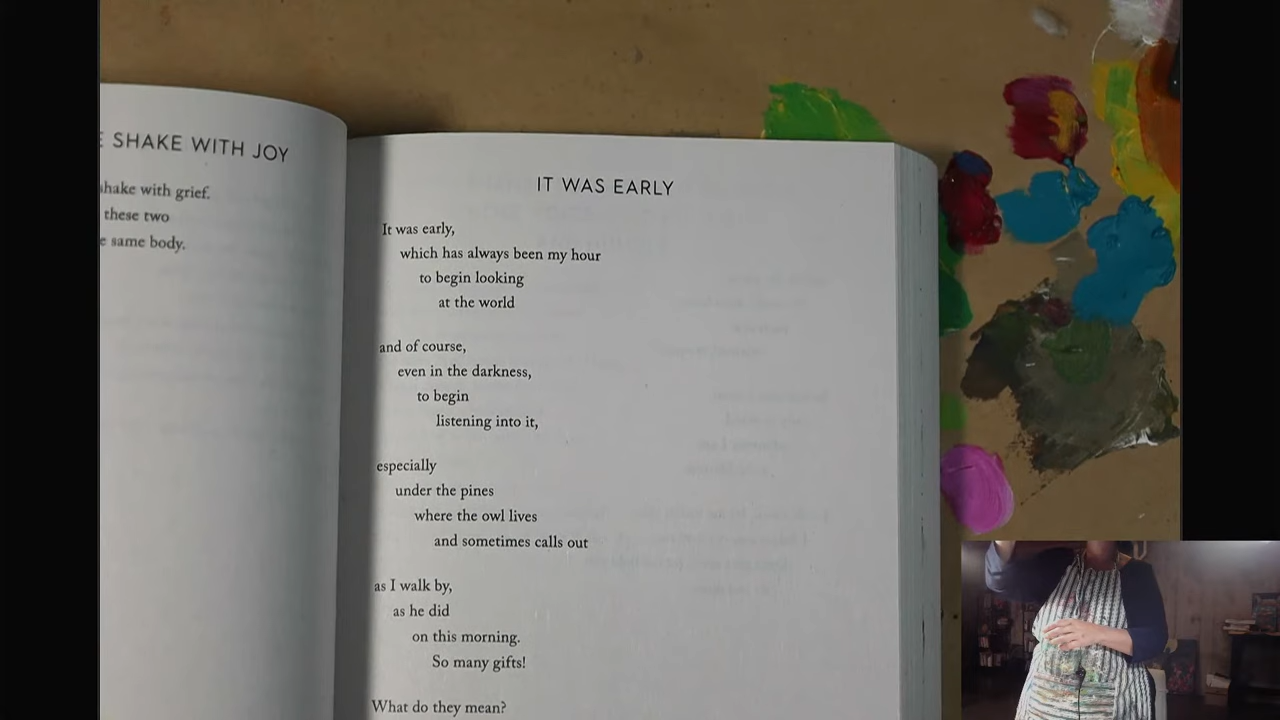 SHAKE WITH JOY
shake with grief.
these two
same body.
IT WAS EARLY
It was early,
which has always been my hour
to begin looking
at the world
and of course,
even in the darkness,
to begin
listening into it,
especially
under the pines
where the owl lives
and sometimes calls out
as I walk by,
as he did
on this morning.
So many gifts!
What do they mean?